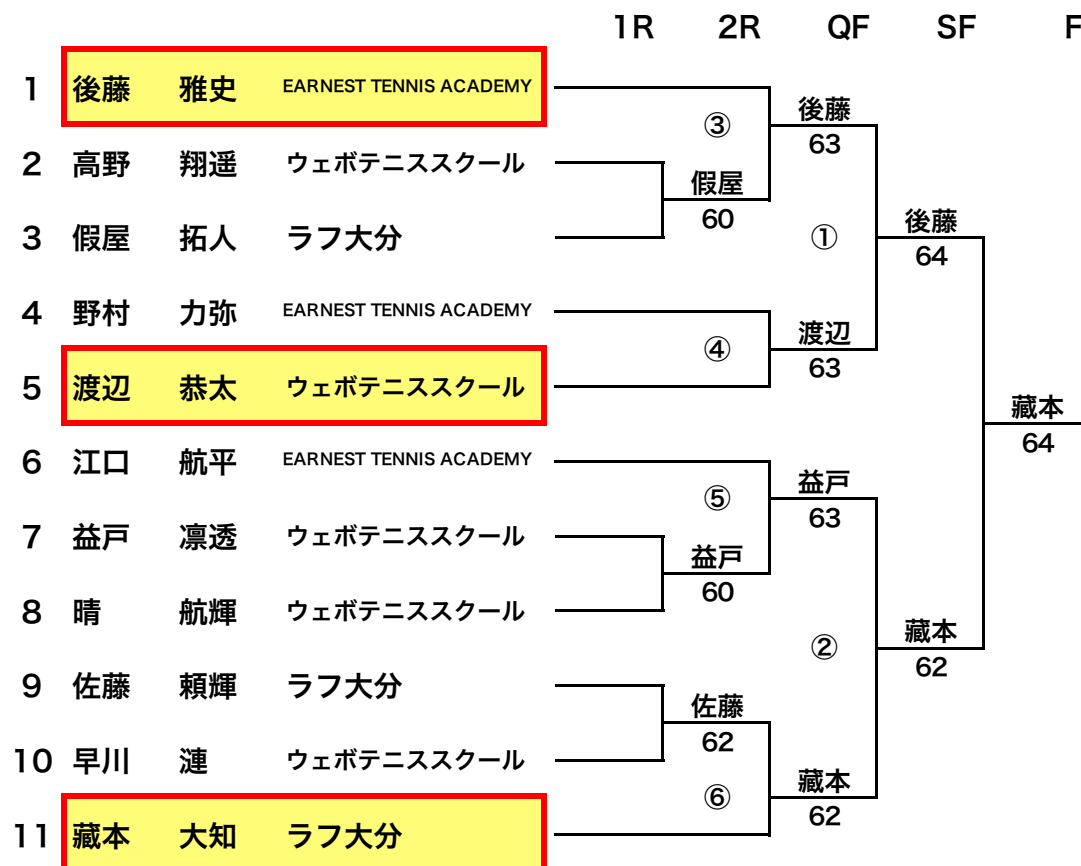 1R 2R QF SF F
1 後藤 雅史 EARNEST TENNIS ACADEMY
③ 後藤
63
2 高野 翔遥 ウェボテニススクール
假屋
60
3 假屋 拓人 ラフ大分
① 後藤
64
4 野村 力弥 EARNEST TENNIS ACADEMY
④ 渡辺
63
5 渡辺 恭太 ウェボテニススクール
藏本
64
6 江口 航平 EARNEST TENNIS ACADEMY
⑤ 益戸
63
7 益戸 凛透 ウェボテニススクール
益戸
60
8 晴 航輝 ウェボテニススクール
② 藏本
62
9 佐藤 頼輝 ラフ大分
佐藤
62
10 早川 漣 ウェボテニススクール
⑥ 藏本
62
11 藏本 大知 ラフ大分